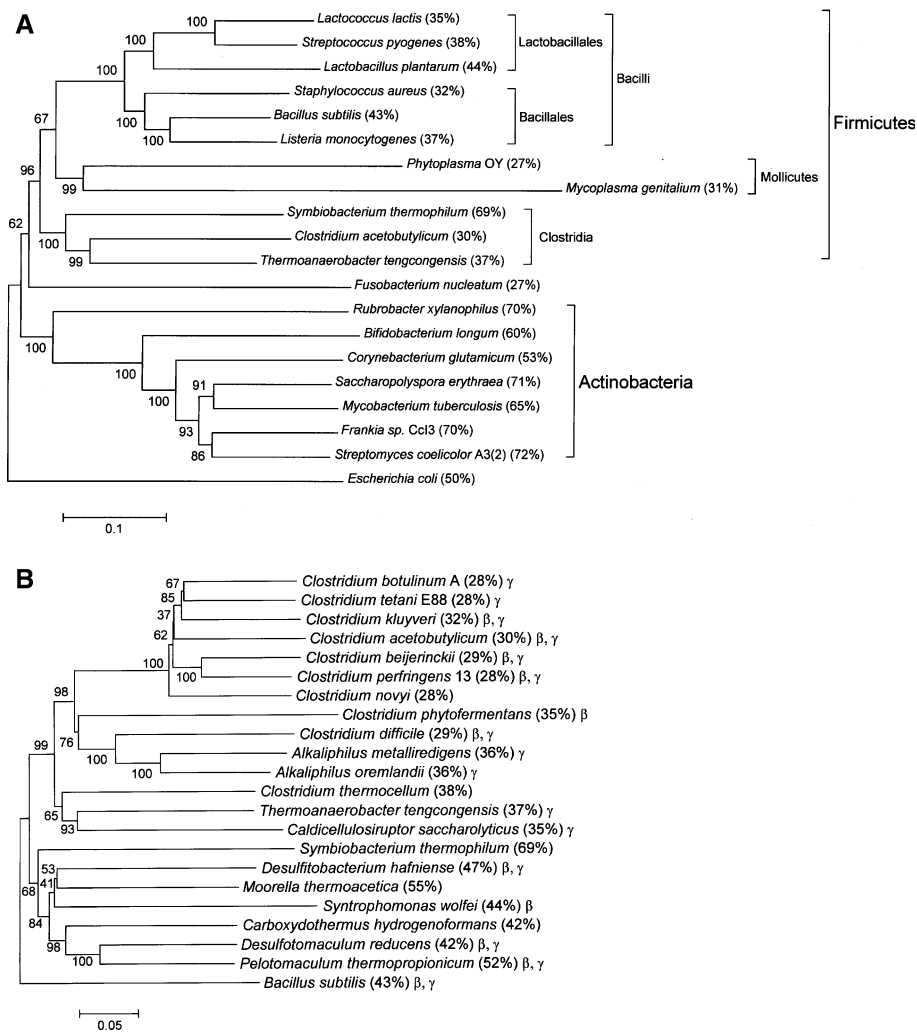 A
100 Lactococcus lactis (35%)
100 Streptococcus pyogenes (38%) Lactobacillales
100 Lactobacillus plantarum (44%)
Staphylococcus aureus (32%) Bacilli
67 100 Bacillus subtilis (43%) Bacillales Firmicutes
100 Listeria monocytogenes (37%)
96 Phytoplasma OY (27%)
99 Mycoplasma genitalium (31%) Mollicutes
62 Symbiobacterium thermophilum (69%)
100 Clostridium acetobutylicum (30%) Clostridia
99 Thermoanaerobacter tengcongensis (37%)
Fusobacterium nucleatum (27%)
Rubrobacter xylanophilus (70%)
100 Bifidobacterium longum (60%)
100 Corynebacterium glutamicum (53%)
100 91 Saccharopolyspora erythraea (71%) Actinobacteria
Mycobacterium tuberculosis (65%)
93 Frankia sp. CcI3 (70%)
86 Streptomyces coelicolor A3(2) (72%)
Escherichia coli (50%)
0.1
B
67 Clostridium botulinum A (28%) γ
85 Clostridium tetani E88 (28%) γ
37 Clostridium kluyveri (32%) β, γ
62 Clostridium acetobutylicum (30%) β, γ
100 Clostridium beijerinckii (29%) β, γ
100 Clostridium perfringens 13 (28%) β, γ
98 Clostridium novyi (28%)
Clostridium phytofermentans (35%) β
99 76 Clostridium difficile (29%) β, γ
100 Alkaliphilus metalliredigens (36%) γ
100 Alkaliphilus oremlandii (36%) γ
Clostridium thermocellum (38%)
65 Thermoanaerobacter tengcongensis (37%) γ
93 Caldicellosiruptor saccharolyticus (35%) γ
Symbiobacterium thermophilum (69%)
53 Desulfitobacterium hafniense (47%) β, γ
68 41 Moorella thermoacetica (55%)
Syntrophomonas wolfei (44%) β
84 Carboxydothermus hydrogenoformans (42%)
98 Desulfotomaculum reducens (42%) β, γ
100 Pelotomaculum thermopropionicum (52%) β, γ
Bacillus subtilis (43%) β, γ
0.05